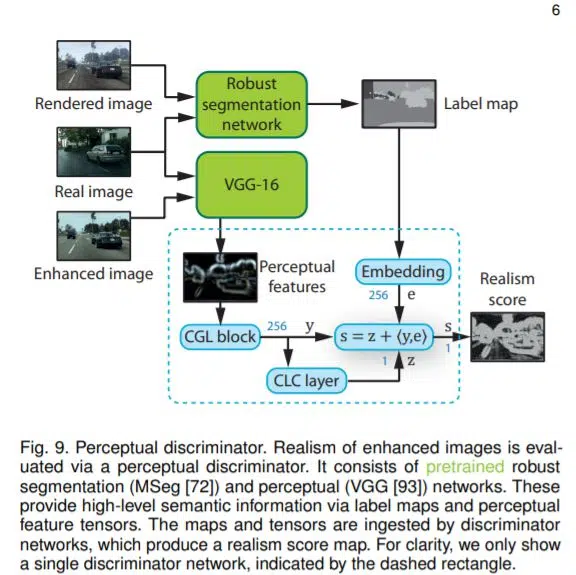 6
Rendered image
Robust
segmentation
network
Label map
Real image
VGG-16
Enhanced image
Perceptual
features
Embedding
256 e
Realism
score
CGL block
256 y
s = z + ⟨y,e⟩
s
1
1 z
CLC layer
Fig. 9. Perceptual discriminator. Realism of enhanced images is eval-
uated via a perceptual discriminator. It consists of pretrained robust
segmentation (MSeg [72]) and perceptual (VGG [93]) networks. These
provide high-level semantic information via label maps and perceptual
feature tensors. The maps and tensors are ingested by discriminator
networks, which produce a realism score map. For clarity, we only show
a single discriminator network, indicated by the dashed rectangle.